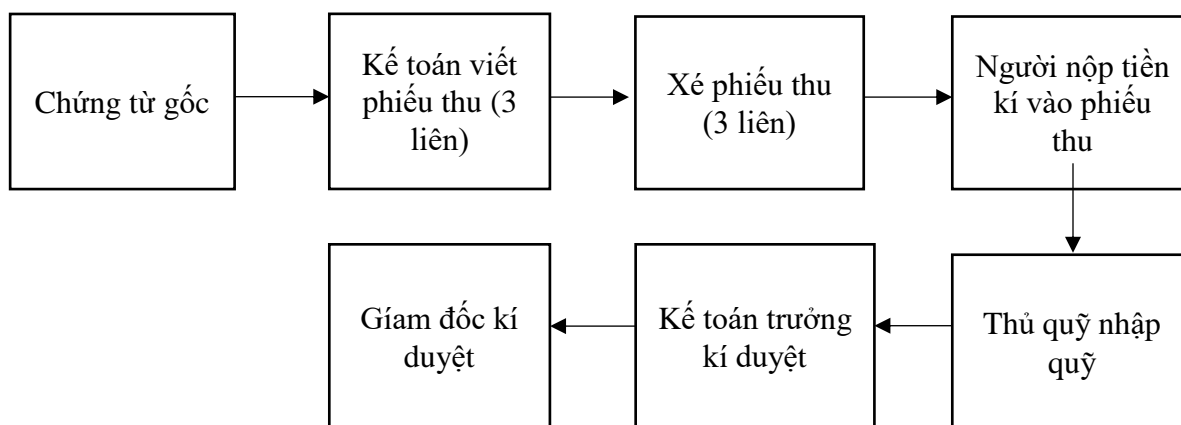 Chứng từ gốc
Kế toán viết
phiếu thu (3
liên)
Xé phiếu thu
(3 liên)
Người nộp tiền
kí vào phiếu
thu
Thủ quỹ nhập
quỹ
Kế toán trưởng
kí duyệt
Gíam đốc kí
duyệt